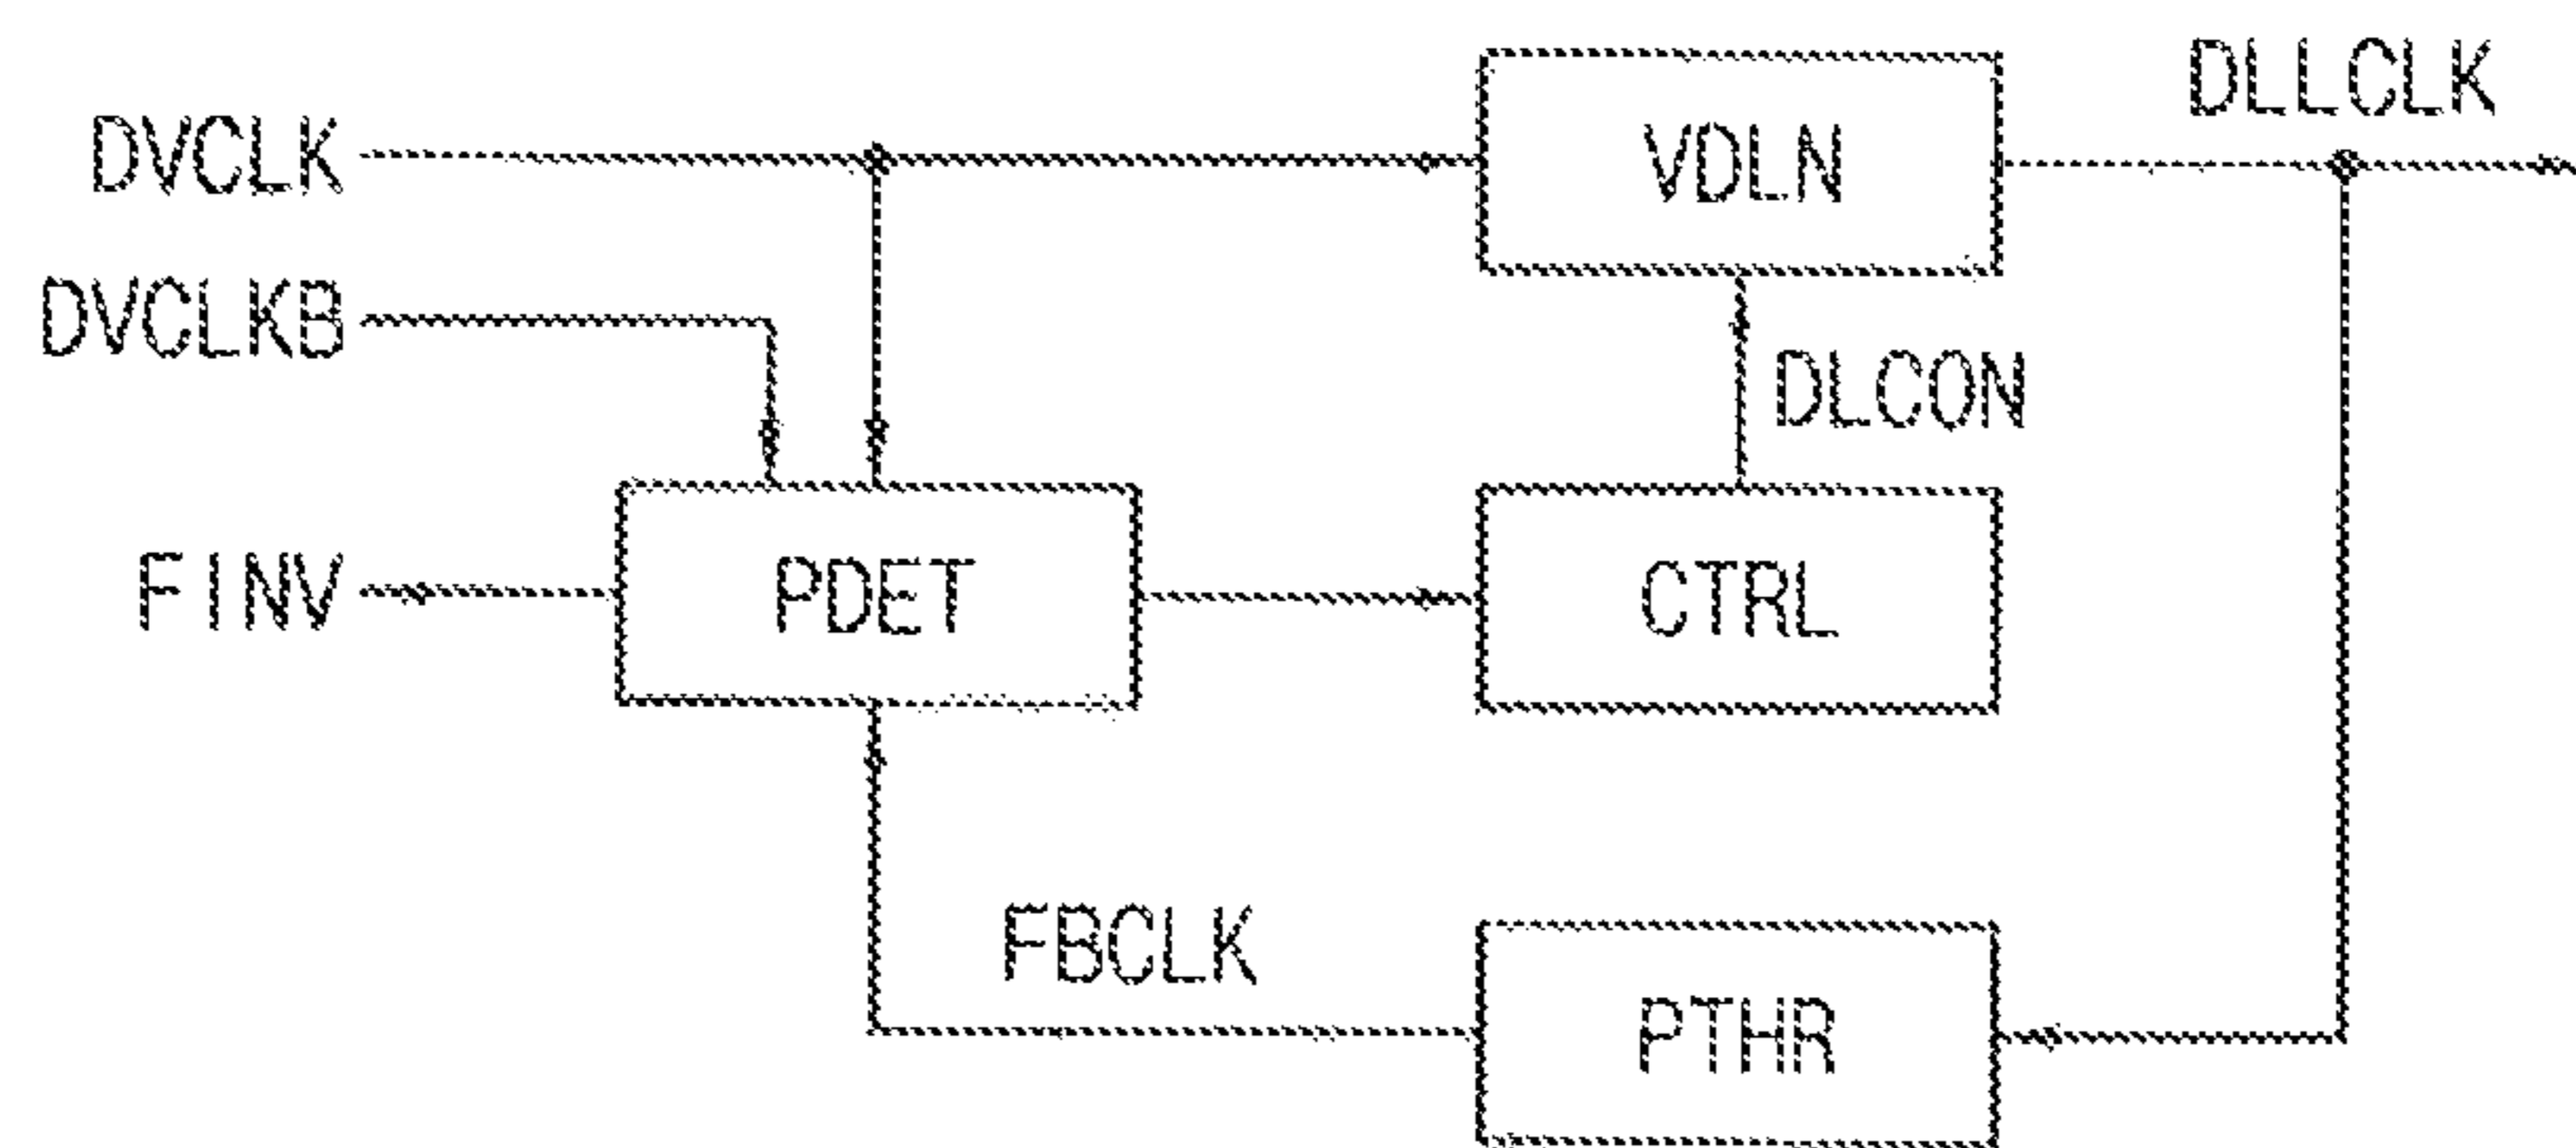 DLLCLK
DVCLK
VDLN
DVCLKB
DLCON
FINV
PDET
CTRL
FBCLK
PTHR